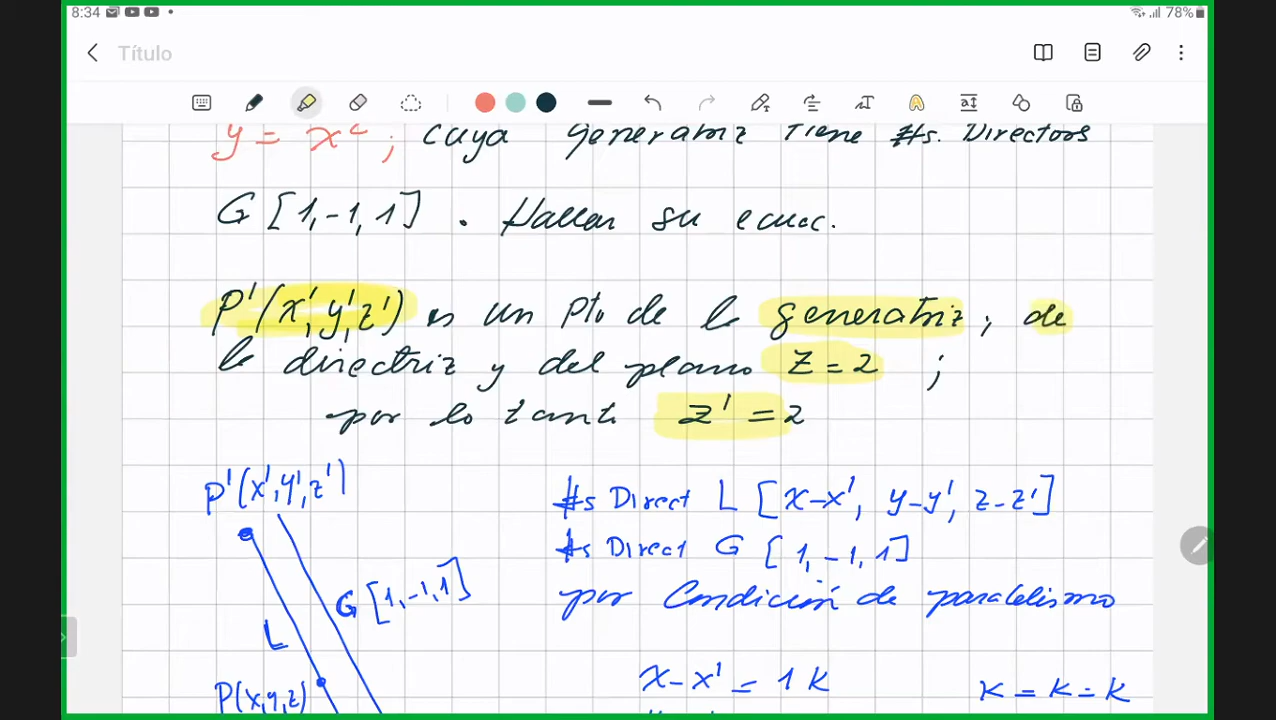 8:34
78%
Título
y = x²; cuya generatriz tiene #s. Directors
G [1,-1,1] . Hallar su ecuac.
P'(x',y',z') es un pto de la generatriz, de
la directriz y del plano Z = 2 ;
por lo tanto z' = 2
P'(x',y',z')
#s Direct L [x-x', y-y', z-z']
#s Direct G [1,-1,1]
por Condición de paralelismo
G [1,-1,1]
L
x-x' = 1 k
k = k = k
P(x,y,z)